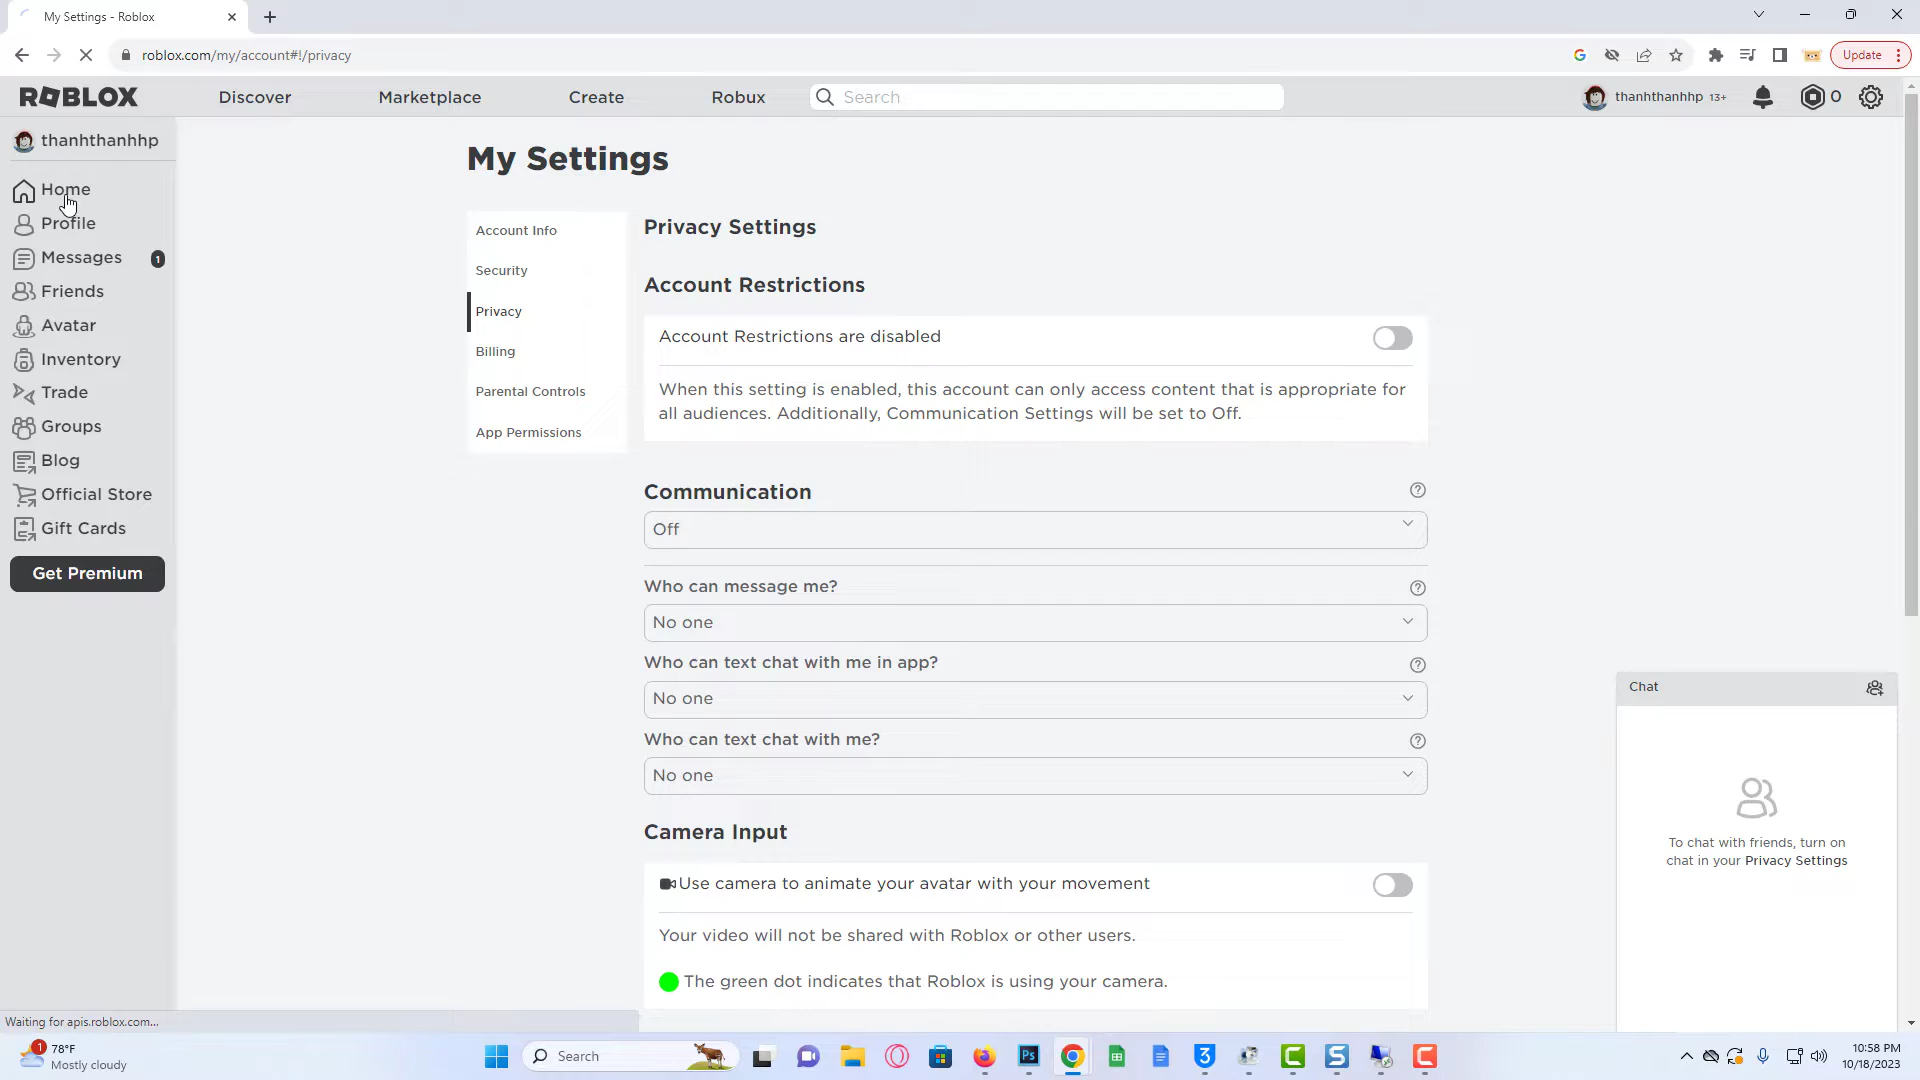 My Settings - Roblox
roblox.com/my/account#!/privacy
Update
ROBLOX
Discover
Marketplace
Create
Robux
Search
thanhthanhhp 13+
0
thanhthanhhp
Home
Profile
Messages
1
Friends
Avatar
Inventory
Trade
Groups
Blog
Official Store
Gift Cards
Get Premium
My Settings
Account Info
Security
Privacy
Billing
Parental Controls
App Permissions
Privacy Settings
Account Restrictions
Account Restrictions are disabled
When this setting is enabled, this account can only access content that is appropriate for
all audiences. Additionally, Communication Settings will be set to Off.
Communication
Off
Who can message me?
No one
Who can text chat with me in app?
No one
Who can text chat with me?
No one
Camera Input
Use camera to animate your avatar with your movement
Your video will not be shared with Roblox or other users.
The green dot indicates that Roblox is using your camera.
Chat
To chat with friends, turn on
chat in your Privacy Settings
Waiting for apis.roblox.com...
1
78°F
Mostly cloudy
Search
Ps
10:58 PM
10/18/2023